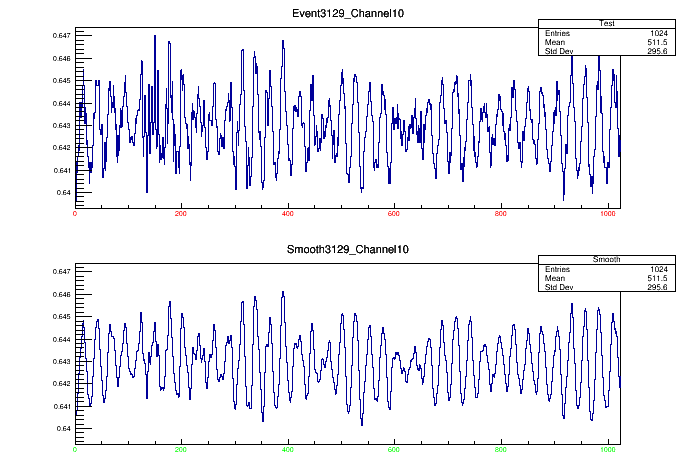 Event3129_Channel10
Test
Entries 1024
Mean 511.5
Std Dev 295.6
0.647
0.646
0.645
0.644
0.643
0.642
0.641
0.64
0 200 400 600 800 1000
Smooth3129_Channel10
Smooth
Entries 1024
Mean 511.5
Std Dev 295.6
0.647
0.646
0.645
0.644
0.643
0.642
0.641
0.64
0 200 400 600 800 1000